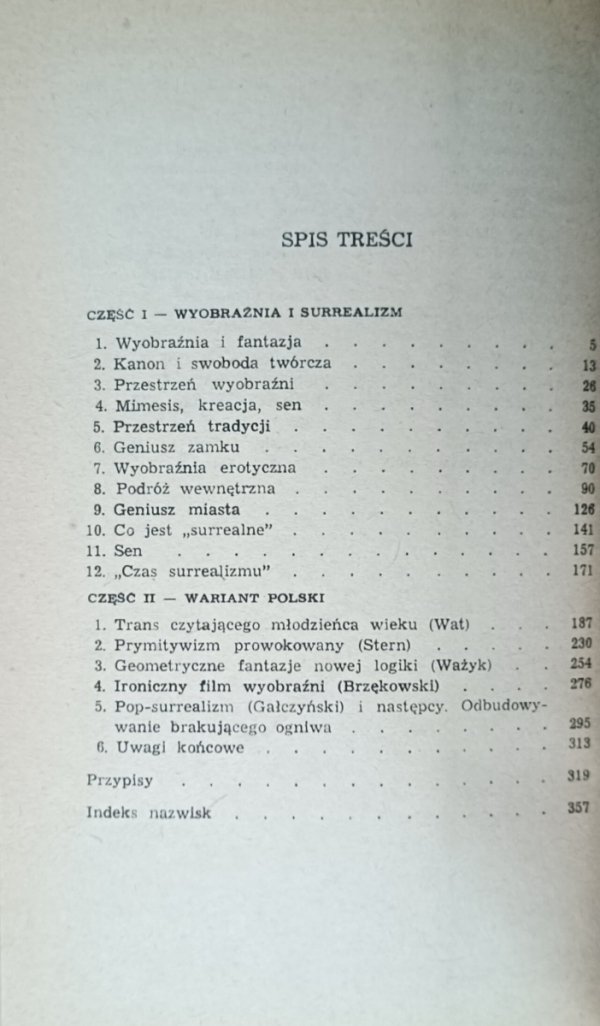 SPIS TREŚCI
CZĘŚĆ I — WYOBRAŹNIA I SURREALIZM
1. Wyobraźnia i fantazja . . . . . . . . . 5
2. Kanon i swoboda twórcza . . . . . . . . 13
3. Przestrzeń wyobraźni . . . . . . . . . 26
4. Mimesis, kreacja, sen . . . . . . . . . 35
5. Przestrzeń tradycji . . . . . . . . . . 40
6. Geniusz zamku . . . . . . . . . . . 54
7. Wyobraźnia erotyczna . . . . . . . . . 70
8. Podróż wewnętrzna . . . . . . . . . . 90
9. Geniusz miasta . . . . . . . . . . . 126
10. Co jest „surrealne” . . . . . . . . . . 141
11. Sen . . . . . . . . . . . . . . 157
12. „Czas surrealizmu” . . . . . . . . . . 171
CZĘŚĆ II — WARIANT POLSKI
1. Trans czytającego młodzieńca wieku (Wat) . . . 187
2. Prymitywizm prowokowany (Stern) . . . . . 230
3. Geometryczne fantazje nowej logiki (Ważyk) . . 254
4. Ironiczny film wyobraźni (Brzękowski) . . . . 276
5. Pop-surrealizm (Gałczyński) i następcy. Odbudowy-
wanie brakującego ogniwa . . . . . . . . 295
6. Uwagi końcowe . . . . . . . . . . . 313
Przypisy . . . . . . . . . . . . . . 319
Indeks nazwisk . . . . . . . . . . . . 357